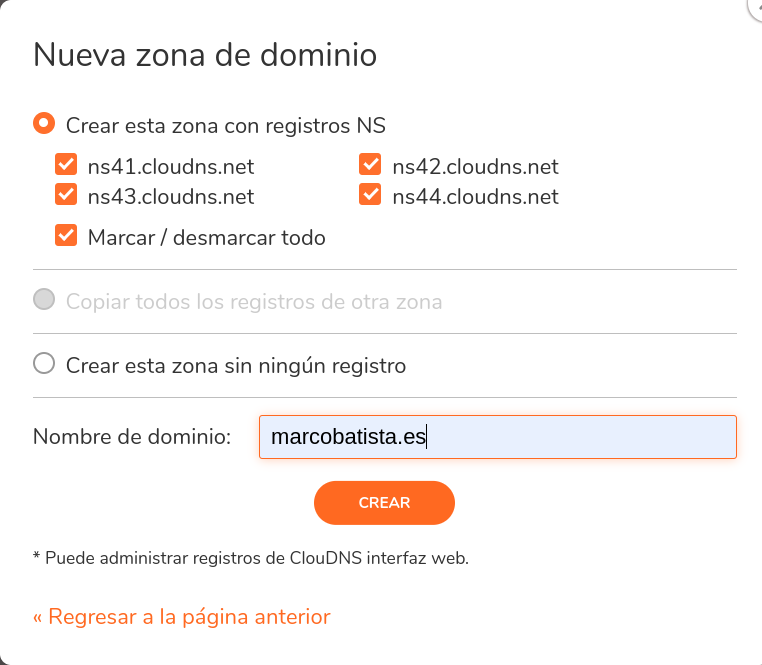 Nueva zona de dominio
Crear esta zona con registros NS
ns41.cloudns.net ns42.cloudns.net
ns43.cloudns.net ns44.cloudns.net
Marcar / desmarcar todo
Copiar todos los registros de otra zona
Crear esta zona sin ningún registro
Nombre de dominio: marcobatista.es
CREAR
* Puede administrar registros de ClouDNS interfaz web.
« Regresar a la página anterior